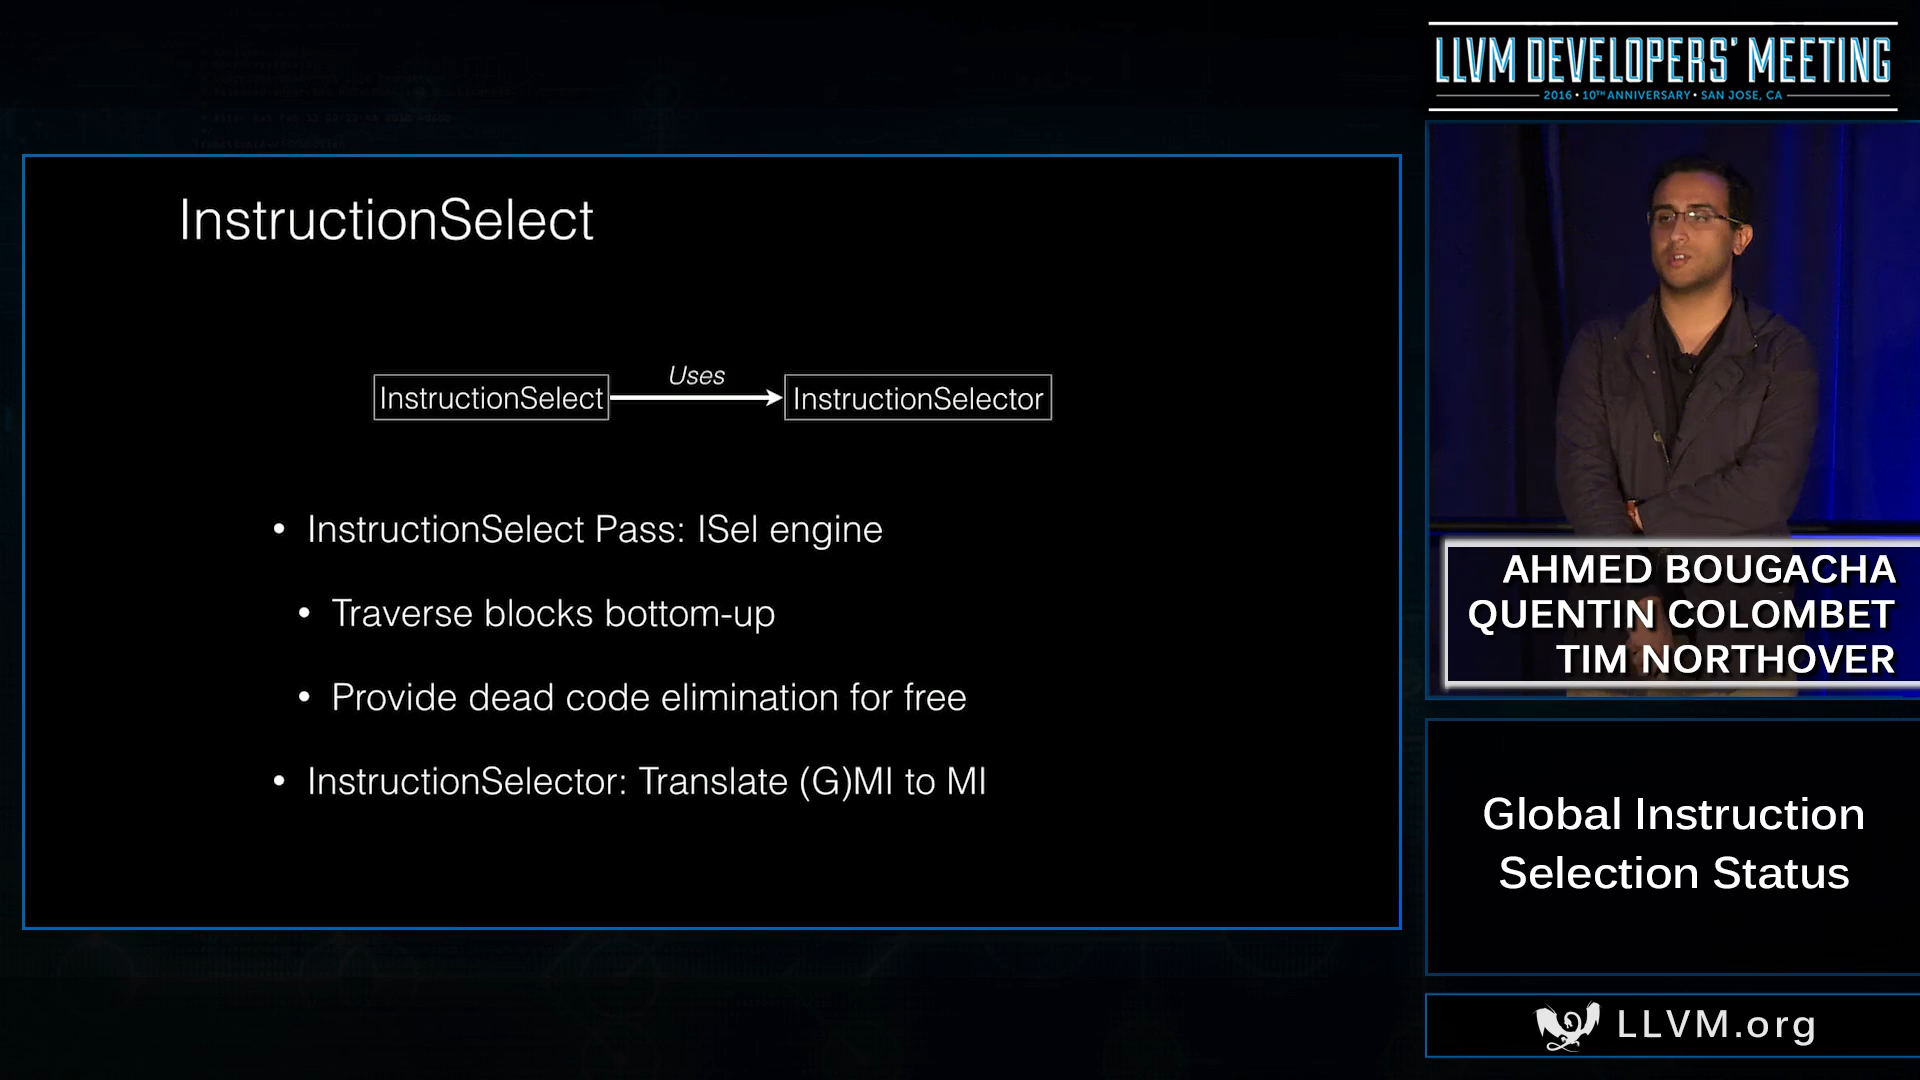 LLVM DEVELOPERS' MEETING
2016 • 10TH ANNIVERSARY • SAN JOSE, CA
InstructionSelect
Uses
InstructionSelect
InstructionSelector
• InstructionSelect Pass: ISel engine
• Traverse blocks bottom-up
• Provide dead code elimination for free
• InstructionSelector: Translate (G)MI to MI
AHMED BOUGACHA
QUENTIN COLOMBET
TIM NORTHOVER
Global Instruction
Selection Status
LLVM.org